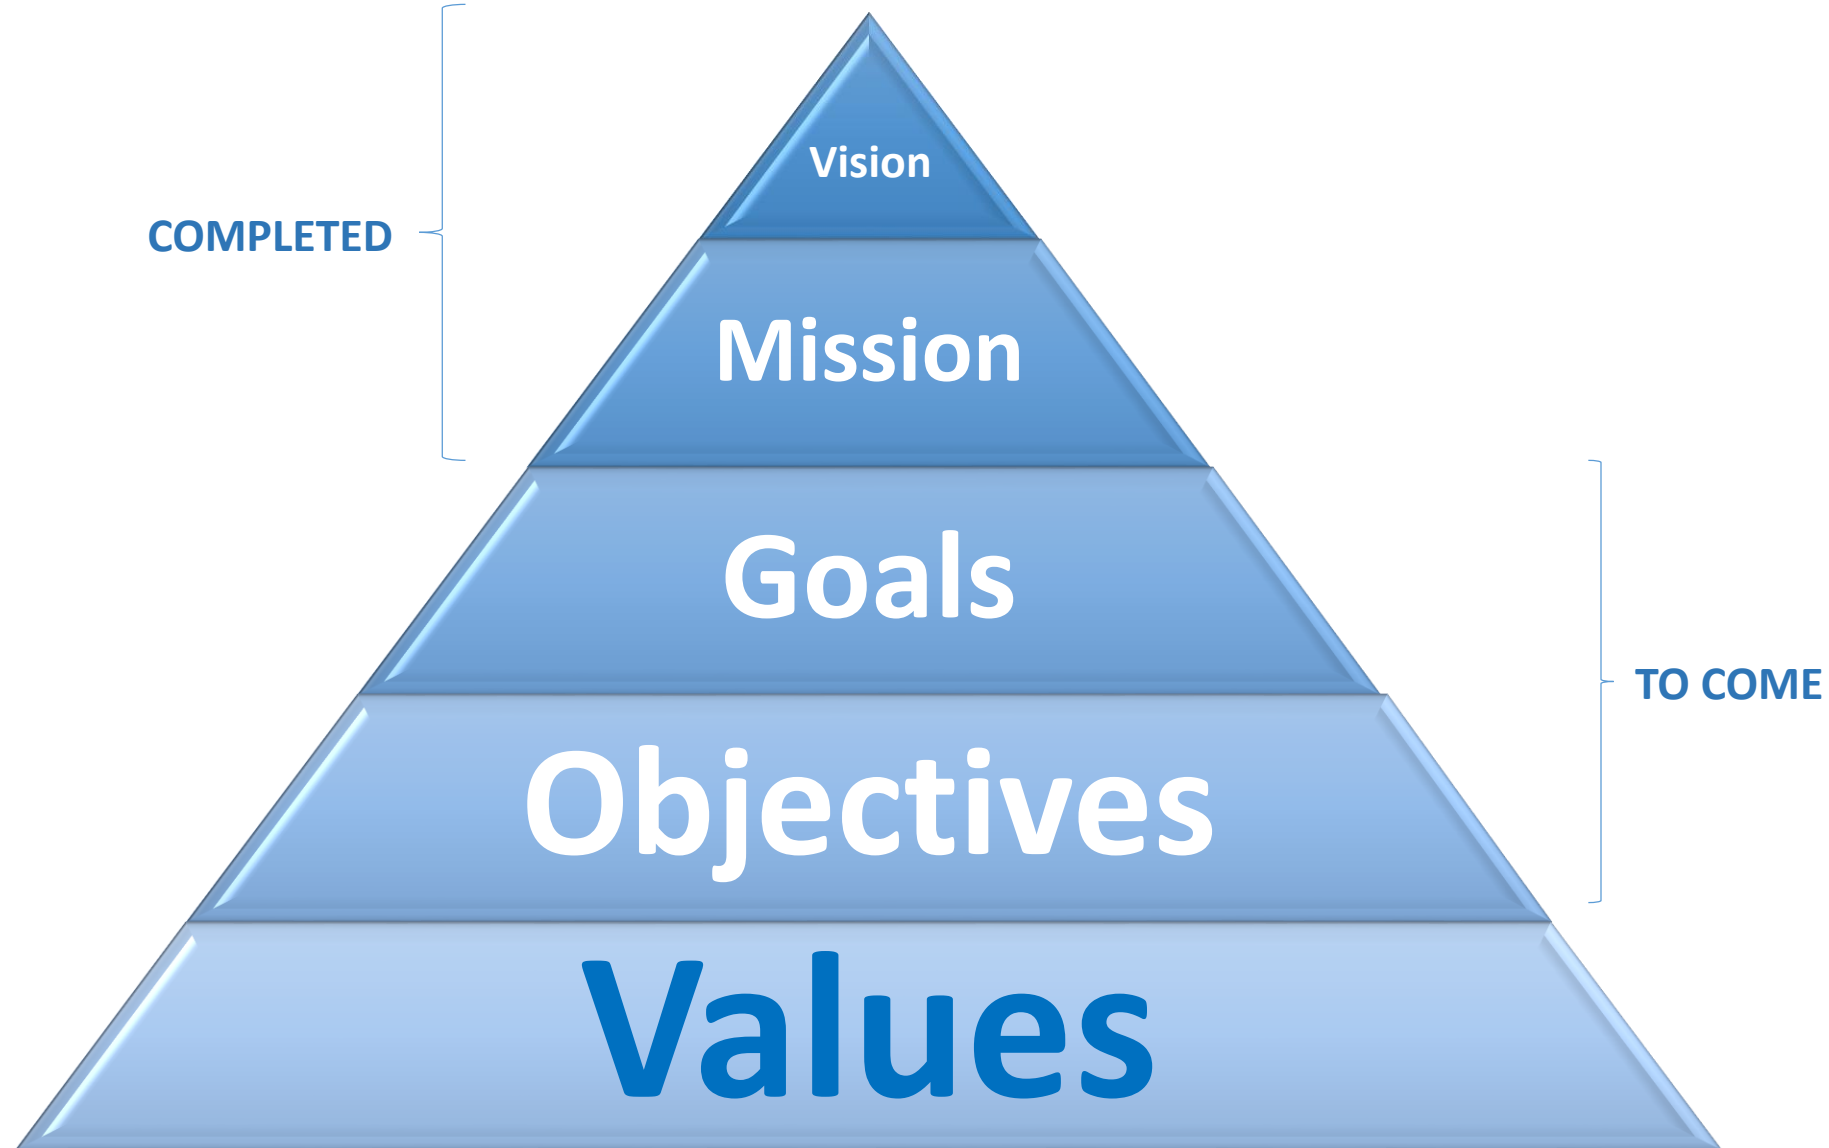 Vision
COMPLETED
Mission
Goals
TO COME
Objectives
Values